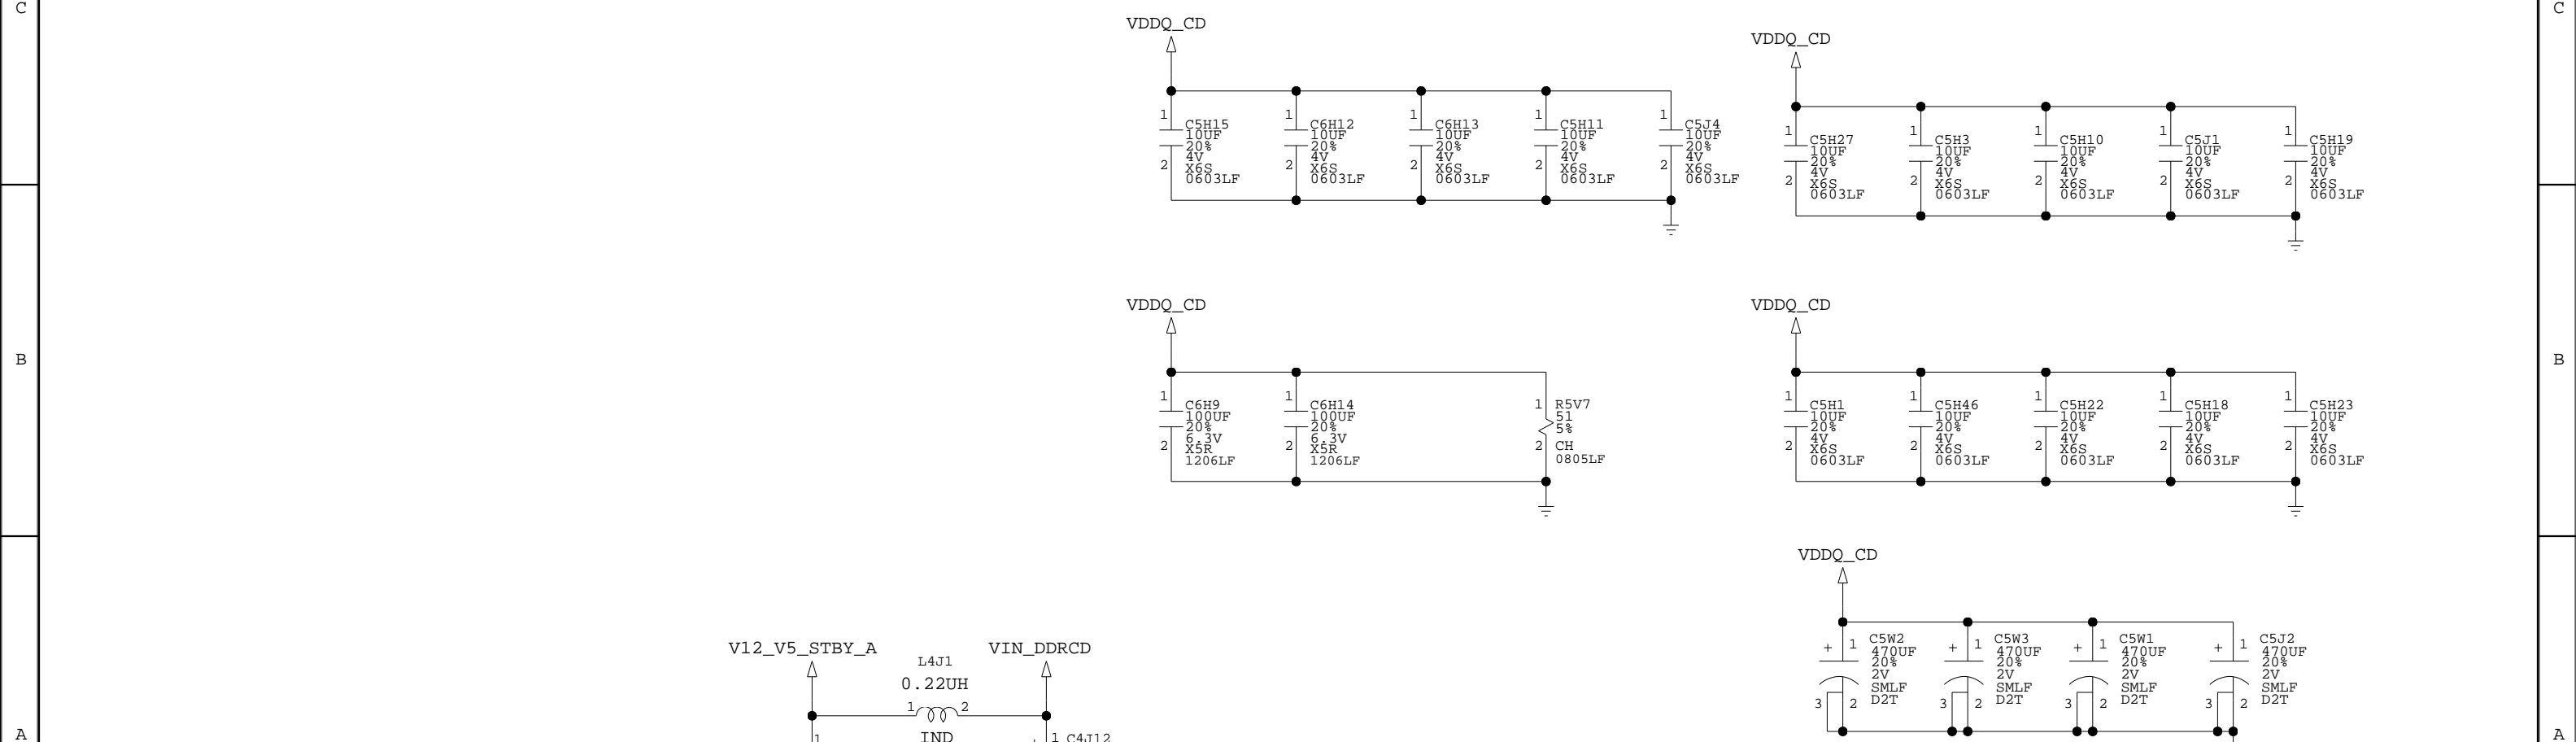 C
C
VDDQ_CD
1
C5H15
10UF
20%
4V
X6S
2
0603LF
1
C6H12
10UF
20%
4V
X6S
2
0603LF
1
C6H13
10UF
20%
4V
X6S
2
0603LF
1
C5H11
10UF
20%
4V
X6S
2
0603LF
1
C5J4
10UF
20%
4V
X6S
2
0603LF
VDDQ_CD
1
C5H27
10UF
20%
4V
X6S
2
0603LF
1
C5H3
10UF
20%
4V
X6S
2
0603LF
1
C5H10
10UF
20%
4V
X6S
2
0603LF
1
C5J1
10UF
20%
4V
X6S
2
0603LF
1
C5H19
10UF
20%
4V
X6S
2
0603LF
B
B
VDDQ_CD
1
C6H9
100UF
20%
6.3V
X5R
2
1206LF
1
C6H14
100UF
20%
6.3V
X5R
2
1206LF
1
R5V7
51
5%
2
CH
0805LF
VDDQ_CD
1
C5H1
10UF
20%
4V
X6S
2
0603LF
1
C5H46
10UF
20%
4V
X6S
2
0603LF
1
C5H22
10UF
20%
4V
X6S
2
0603LF
1
C5H18
10UF
20%
4V
X6S
2
0603LF
1
C5H23
10UF
20%
4V
X6S
2
0603LF
VDDQ_CD
+ 1
C5W2
470UF
20%
2V
SMLF
D2T
3 2
+ 1
C5W3
470UF
20%
2V
SMLF
D2T
3 2
+ 1
C5W1
470UF
20%
2V
SMLF
D2T
3 2
+ 1
C5J2
470UF
20%
2V
SMLF
D2T
3 2
V12_V5_STBY_A
VIN_DDRCD
L4J1
0.22UH
1 2
IND
1
1 C4J12
A
A